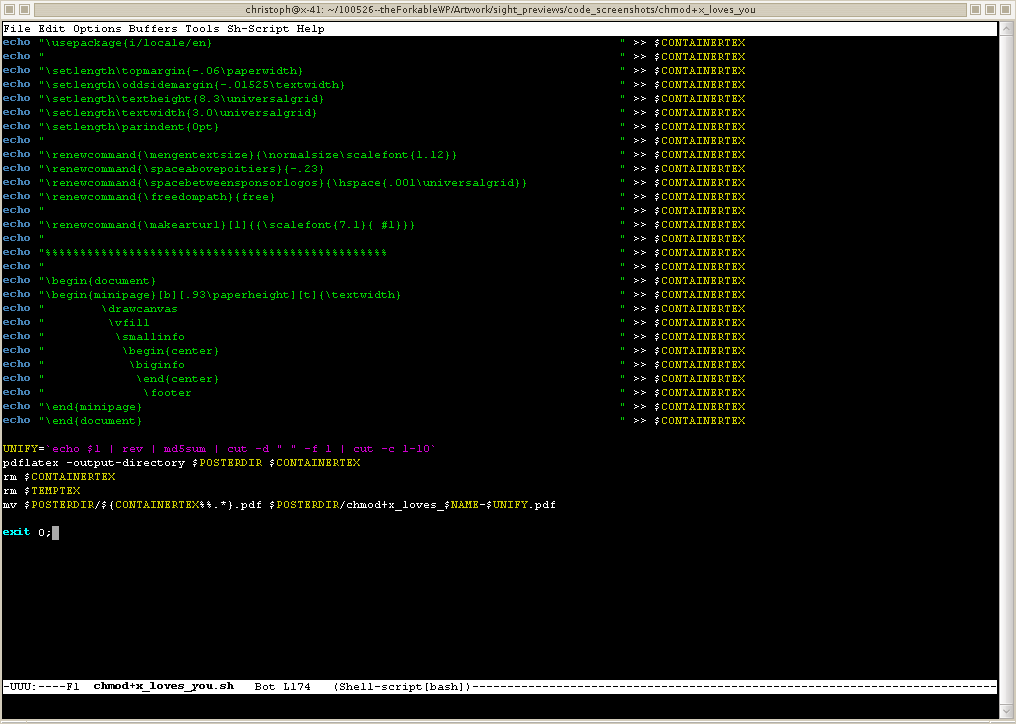 christoph@x-41: ~/100526--theForkableWP/Artwork/sight_previews/code_screenshots/chmod+x_loves_you
File Edit Options Buffers Tools Sh-Script Help
echo "\usepackage{i/locale/en} " >> $CONTAINERTEX
echo " " >> $CONTAINERTEX
echo "\setlength\topmargin{-.06\paperwidth} " >> $CONTAINERTEX
echo "\setlength\oddsidemargin{-.01525\textwidth} " >> $CONTAINERTEX
echo "\setlength\textheight{8.3\universalgrid} " >> $CONTAINERTEX
echo "\setlength\textwidth{3.0\universalgrid} " >> $CONTAINERTEX
echo "\setlength\parindent{0pt} " >> $CONTAINERTEX
echo " " >> $CONTAINERTEX
echo "\renewcommand{\mengentextsize}{\normalsize\scalefont{1.12}} " >> $CONTAINERTEX
echo "\renewcommand{\spaceabovepoitiers}{-.23} " >> $CONTAINERTEX
echo "\renewcommand{\spacebetweensponsorlogos}{\hspace{.001\universalgrid}} " >> $CONTAINERTEX
echo "\renewcommand{\freedompath}{free} " >> $CONTAINERTEX
echo " " >> $CONTAINERTEX
echo "\renewcommand{\makeartur1}[1]{{\scalefont{7.1}{ #1}}} " >> $CONTAINERTEX
echo " " >> $CONTAINERTEX
echo "%%%%%%%%%%%%%%%%%%%%%%%%%%%%%%%%%%%%%%%%%%%%%%%%% " >> $CONTAINERTEX
echo " " >> $CONTAINERTEX
echo "\begin{document} " >> $CONTAINERTEX
echo "\begin{minipage}[b][.93\paperheight][t]{\textwidth} " >> $CONTAINERTEX
echo " \drawcanvas " >> $CONTAINERTEX
echo " \vfill " >> $CONTAINERTEX
echo " \smallinfo " >> $CONTAINERTEX
echo " \begin{center} " >> $CONTAINERTEX
echo " \biginfo " >> $CONTAINERTEX
echo " \end{center} " >> $CONTAINERTEX
echo " \footer " >> $CONTAINERTEX
echo "\end{minipage} " >> $CONTAINERTEX
echo "\end{document} " >> $CONTAINERTEX
UNIFY=`echo $1 | rev | md5sum | cut -d " " -f 1 | cut -c 1-10`
pdflatex -output-directory $POSTERDIR $CONTAINERTEX
rm $CONTAINERTEX
rm $TEMPTEX
mv $POSTERDIR/${CONTAINERTEX%%.*}.pdf $POSTERDIR/chmod+x_loves_$NAME-$UNIFY.pdf
exit 0;
-UUU:----F1 chmod+x_loves_you.sh Bot L174 (Shell-script[bash])---------------------------------------------------------------------------